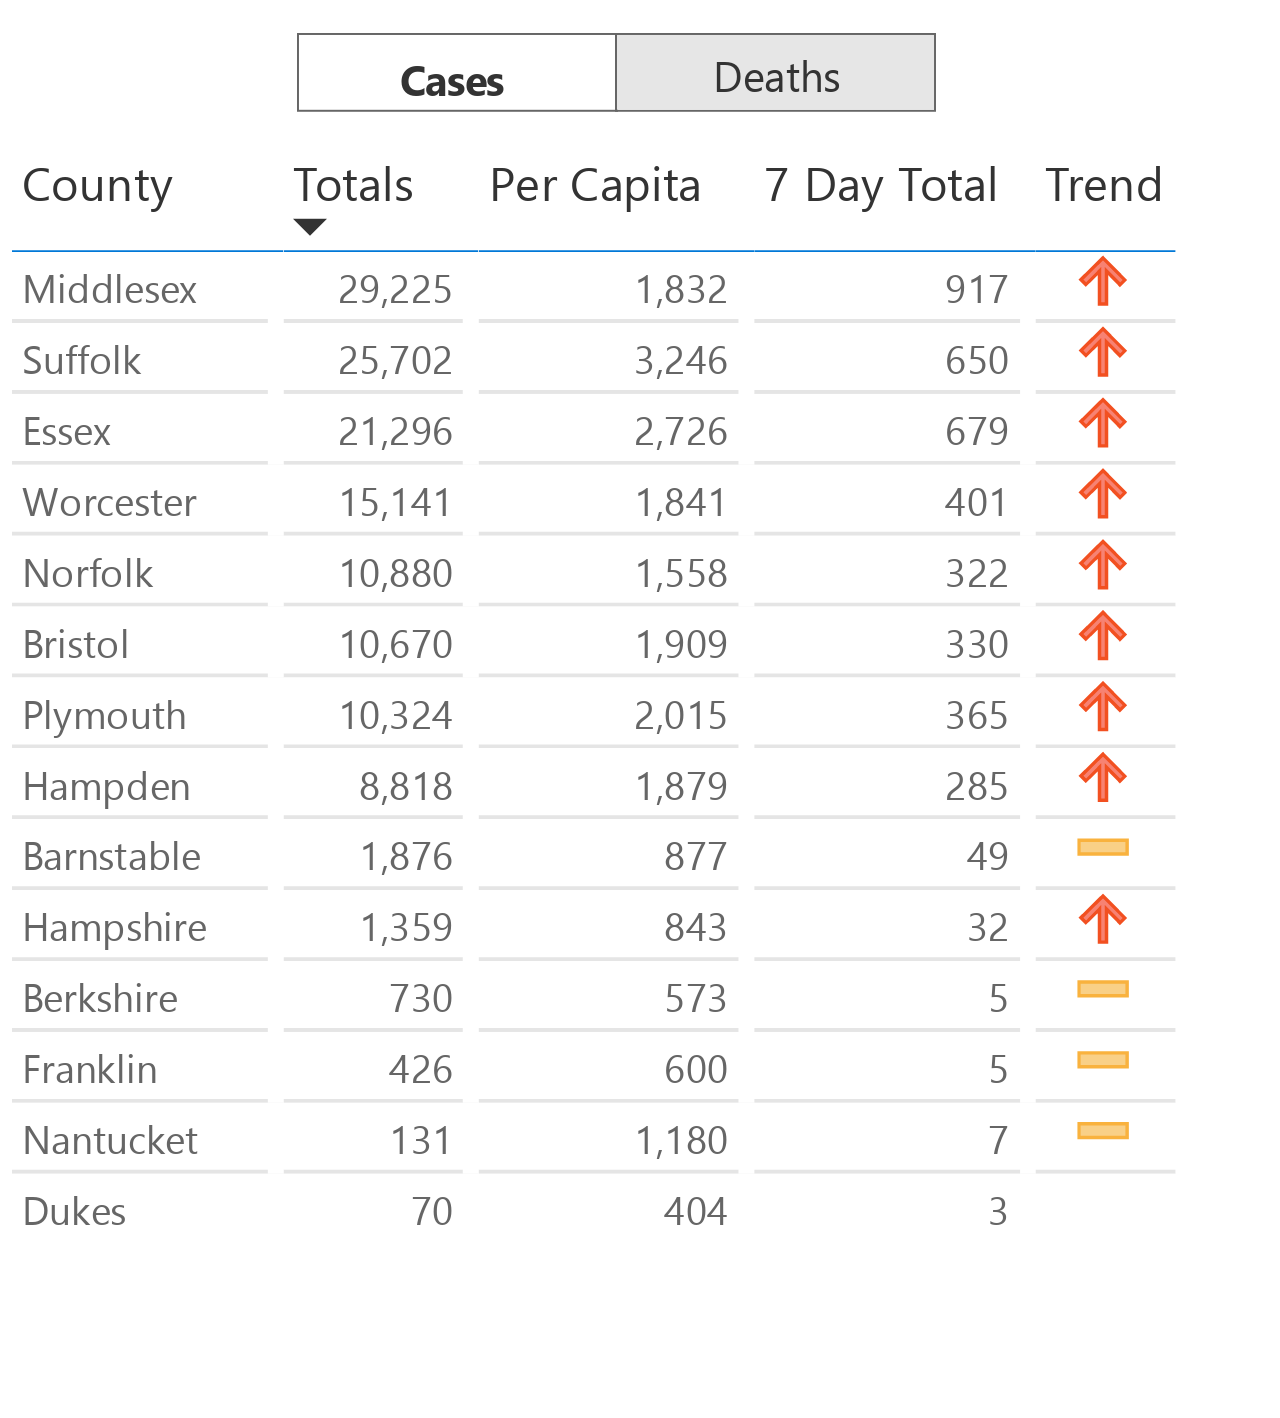 Cases Deaths
County Totals Per Capita 7 Day Total Trend
Middlesex 29,225 1,832 917
Suffolk 25,702 3,246 650
Essex 21,296 2,726 679
Worcester 15,141 1,841 401
Norfolk 10,880 1,558 322
Bristol 10,670 1,909 330
Plymouth 10,324 2,015 365
Hampden 8,818 1,879 285
Barnstable 1,876 877 49
Hampshire 1,359 843 32
Berkshire 730 573 5
Franklin 426 600 5
Nantucket 131 1,180 7
Dukes 70 404 3